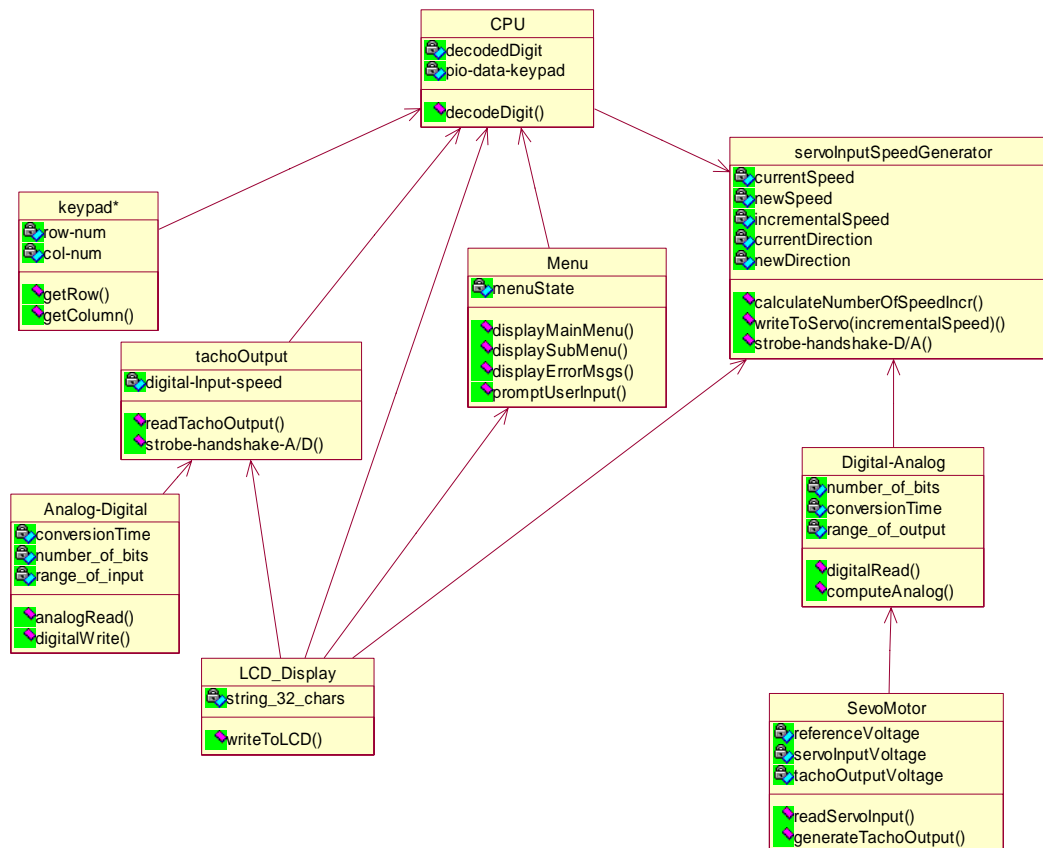 CPU
decodedDigit
pio-data-keypad
decodeDigit()
servoInputSpeedGenerator
currentSpeed
newSpeed
incrementalSpeed
currentDirection
newDirection
calculateNumberOfSpeedIncr()
writeToServo(incrementalSpeed)()
strobe-handshake-D/A()
keypad*
row-num
col-num
getRow()
getColumn()
Menu
menuState
displayMainMenu()
displaySubMenu()
displayErrorMsgs()
promptUserInput()
tachoOutput
digital-Input-speed
readTachoOutput()
strobe-handshake-A/D()
Digital-Analog
number_of_bits
conversionTime
range_of_output
digitalRead()
computeAnalog()
Analog-Digital
conversionTime
number_of_bits
range_of_input
analogRead()
digitalWrite()
LCD_Display
string_32_chars
writeToLCD()
SevoMotor
referenceVoltage
servoInputVoltage
tachoOutputVoltage
readServoInput()
generateTachoOutput()